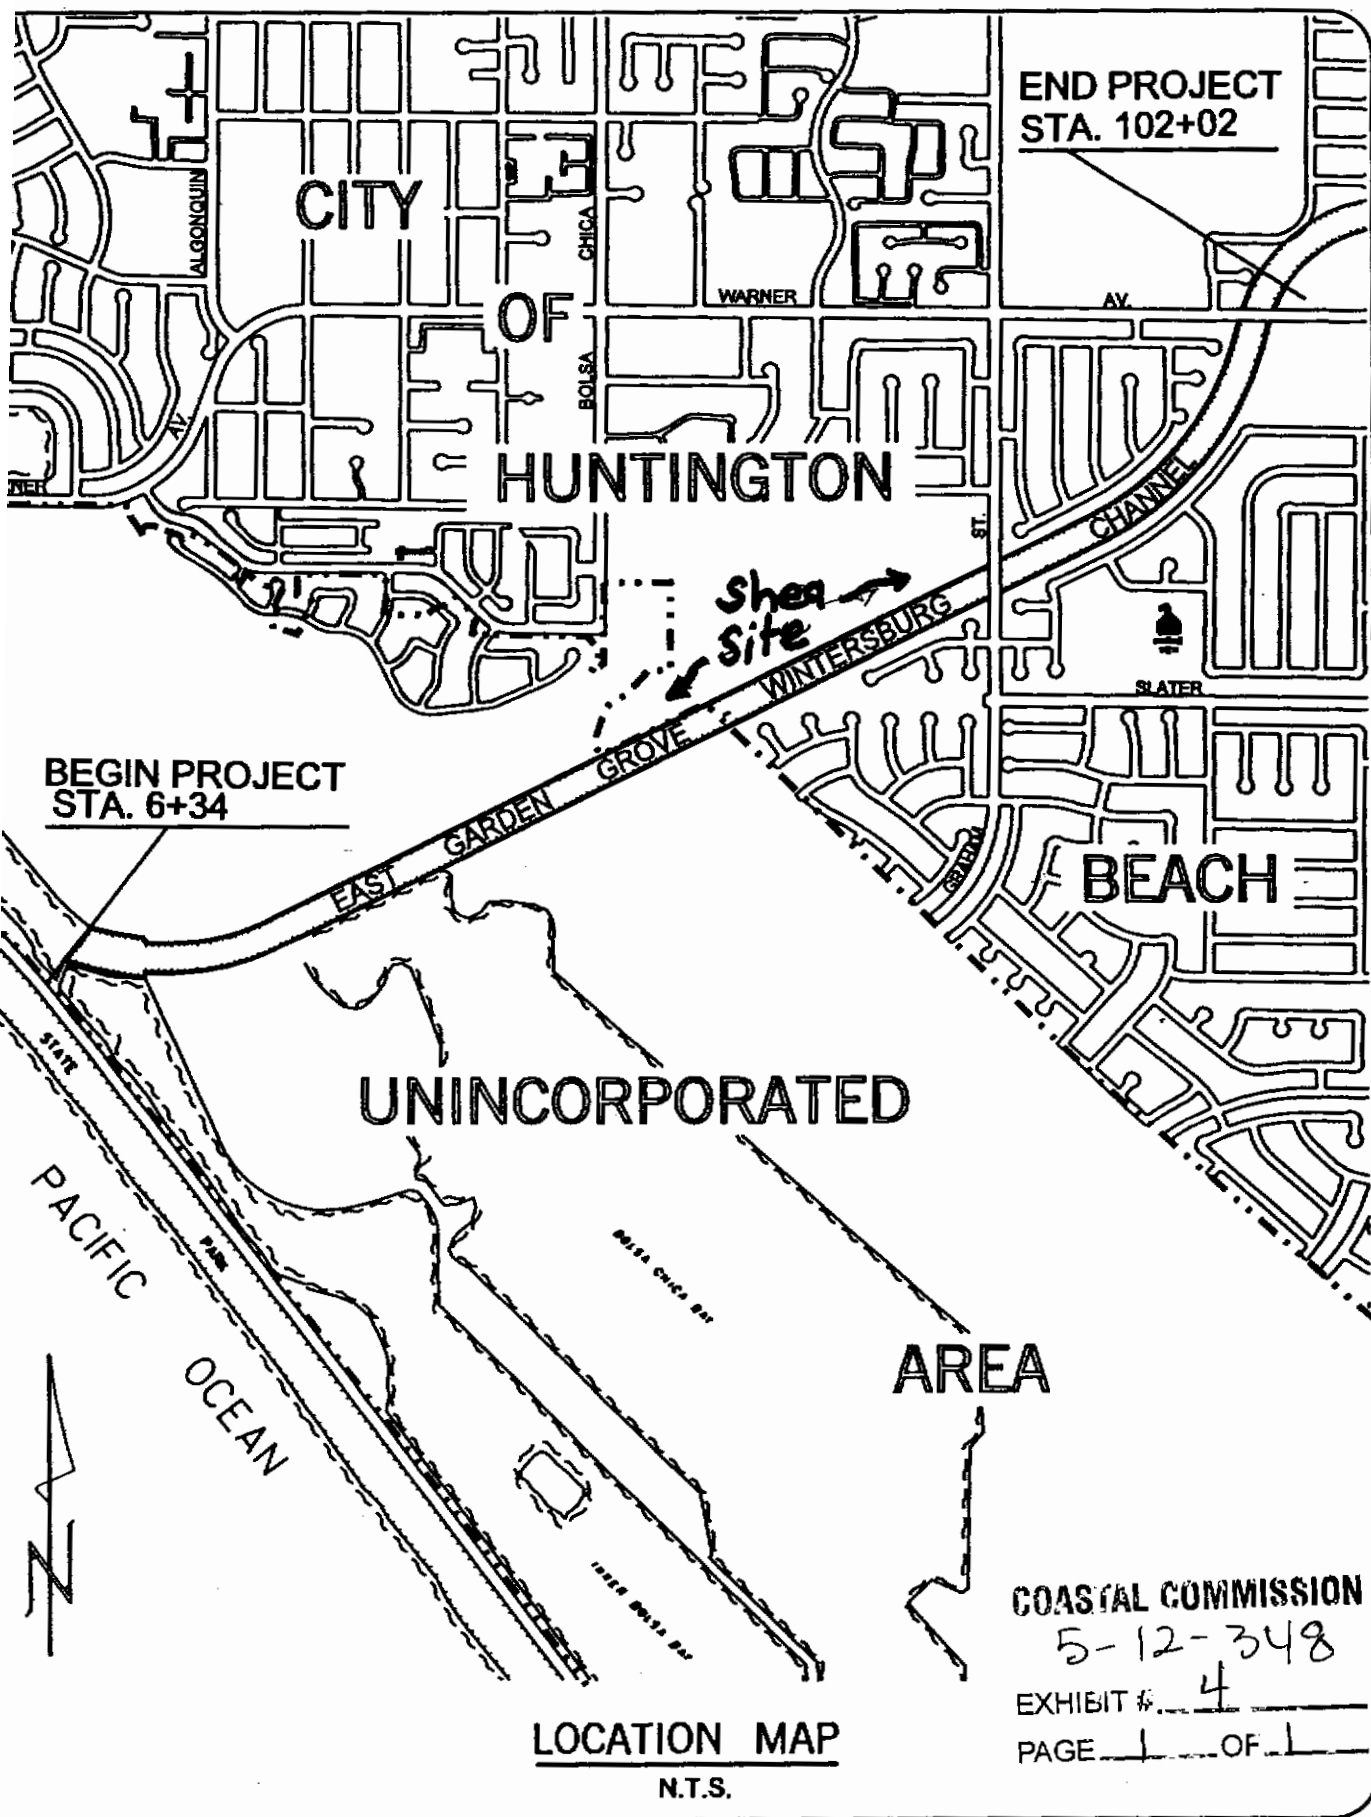 END PROJECT
STA. 102+02
ALGONQUIN
CITY
CHICA
WARNER
AV.
OF
BOLSA
AV.
HUNTINGTON
NER
CHANNEL
ST.
Shea
Site
WINTERSBURG
SLATER
GROVE
BEGIN PROJECT
STA. 6+34
GARDEN
EAST
GRAHAM
BEACH
STATE
UNINCORPORATED
PACIFIC
PARK
BOLSA CHICA BAY
OCEAN
AREA
N
INNER BOLSA BAY
COASTAL COMMISSION
5-12-348
EXHIBIT # 4
PAGE 1 OF 1
LOCATION MAP
N.T.S.